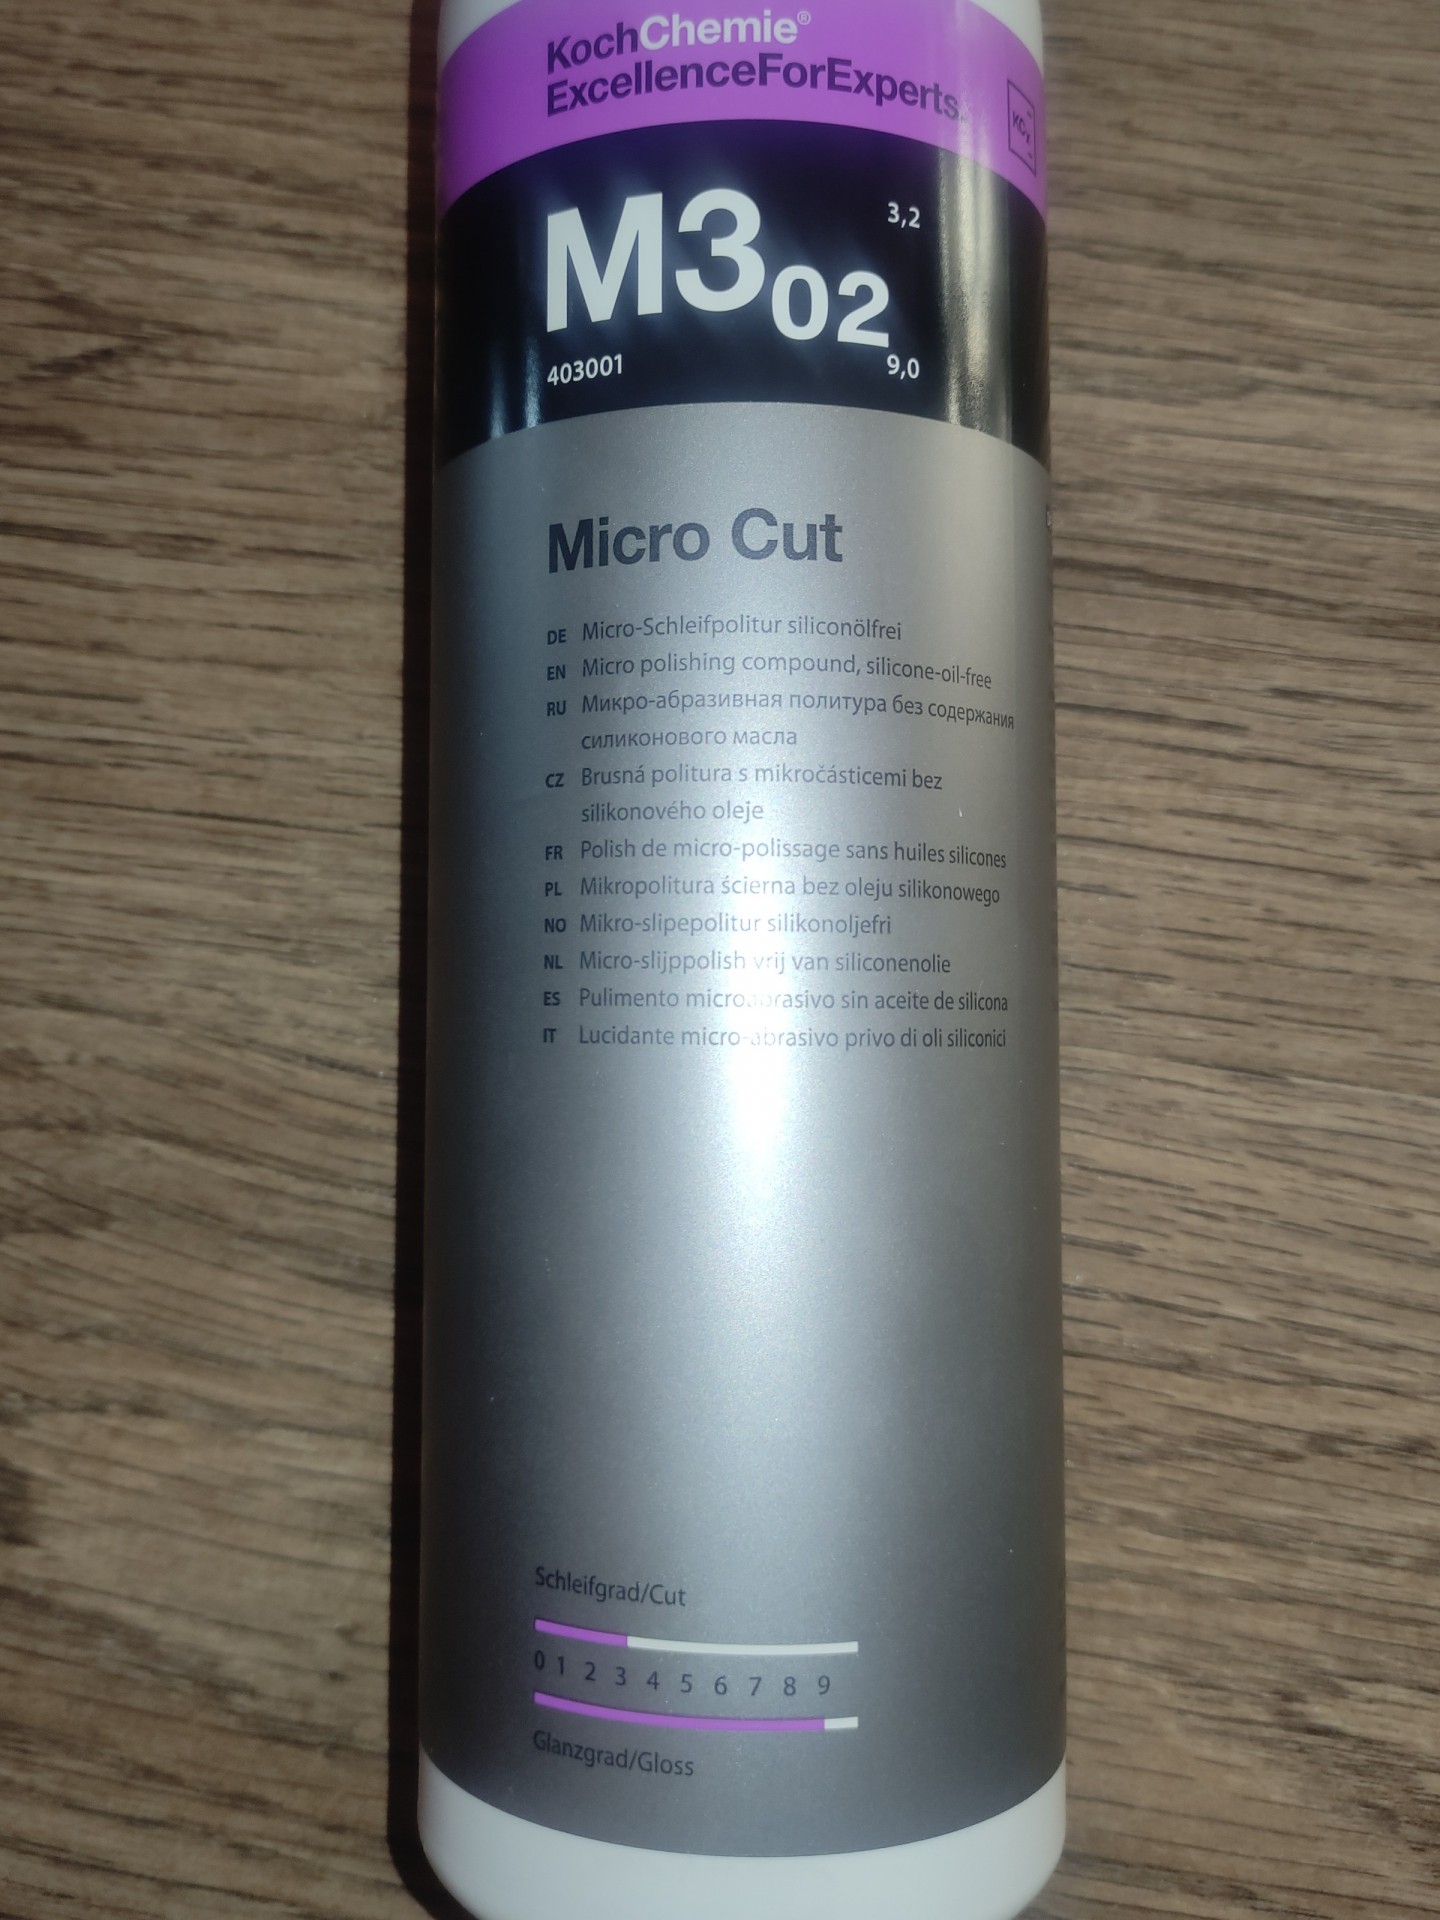 KochChemie®
ExcellenceForExperts.
KCx
M3 02
3,2
9,0
403001
Micro Cut
DE Micro-Schleifpolitur siliconölfrei
EN Micro polishing compound, silicone-oil-free
RU Микро-абразивная политура без содержания
силиконового масла
CZ Brusná politura s mikročásticemi bez
silikonového oleje
FR Polish de micro-polissage sans huiles silicones
PL Mikropolitura ścierna bez oleju silikonowego
NO Mikro-slipepolitur silikonoljefri
NL Micro-slijppolish vrij van siliconenolie
ES Pulimento micro-abrasivo sin aceite de silicona
IT Lucidante micro-abrasivo privo di oli siliconici
Schleifgrad/Cut
0 1 2 3 4 5 6 7 8 9
Glanzgrad/Gloss